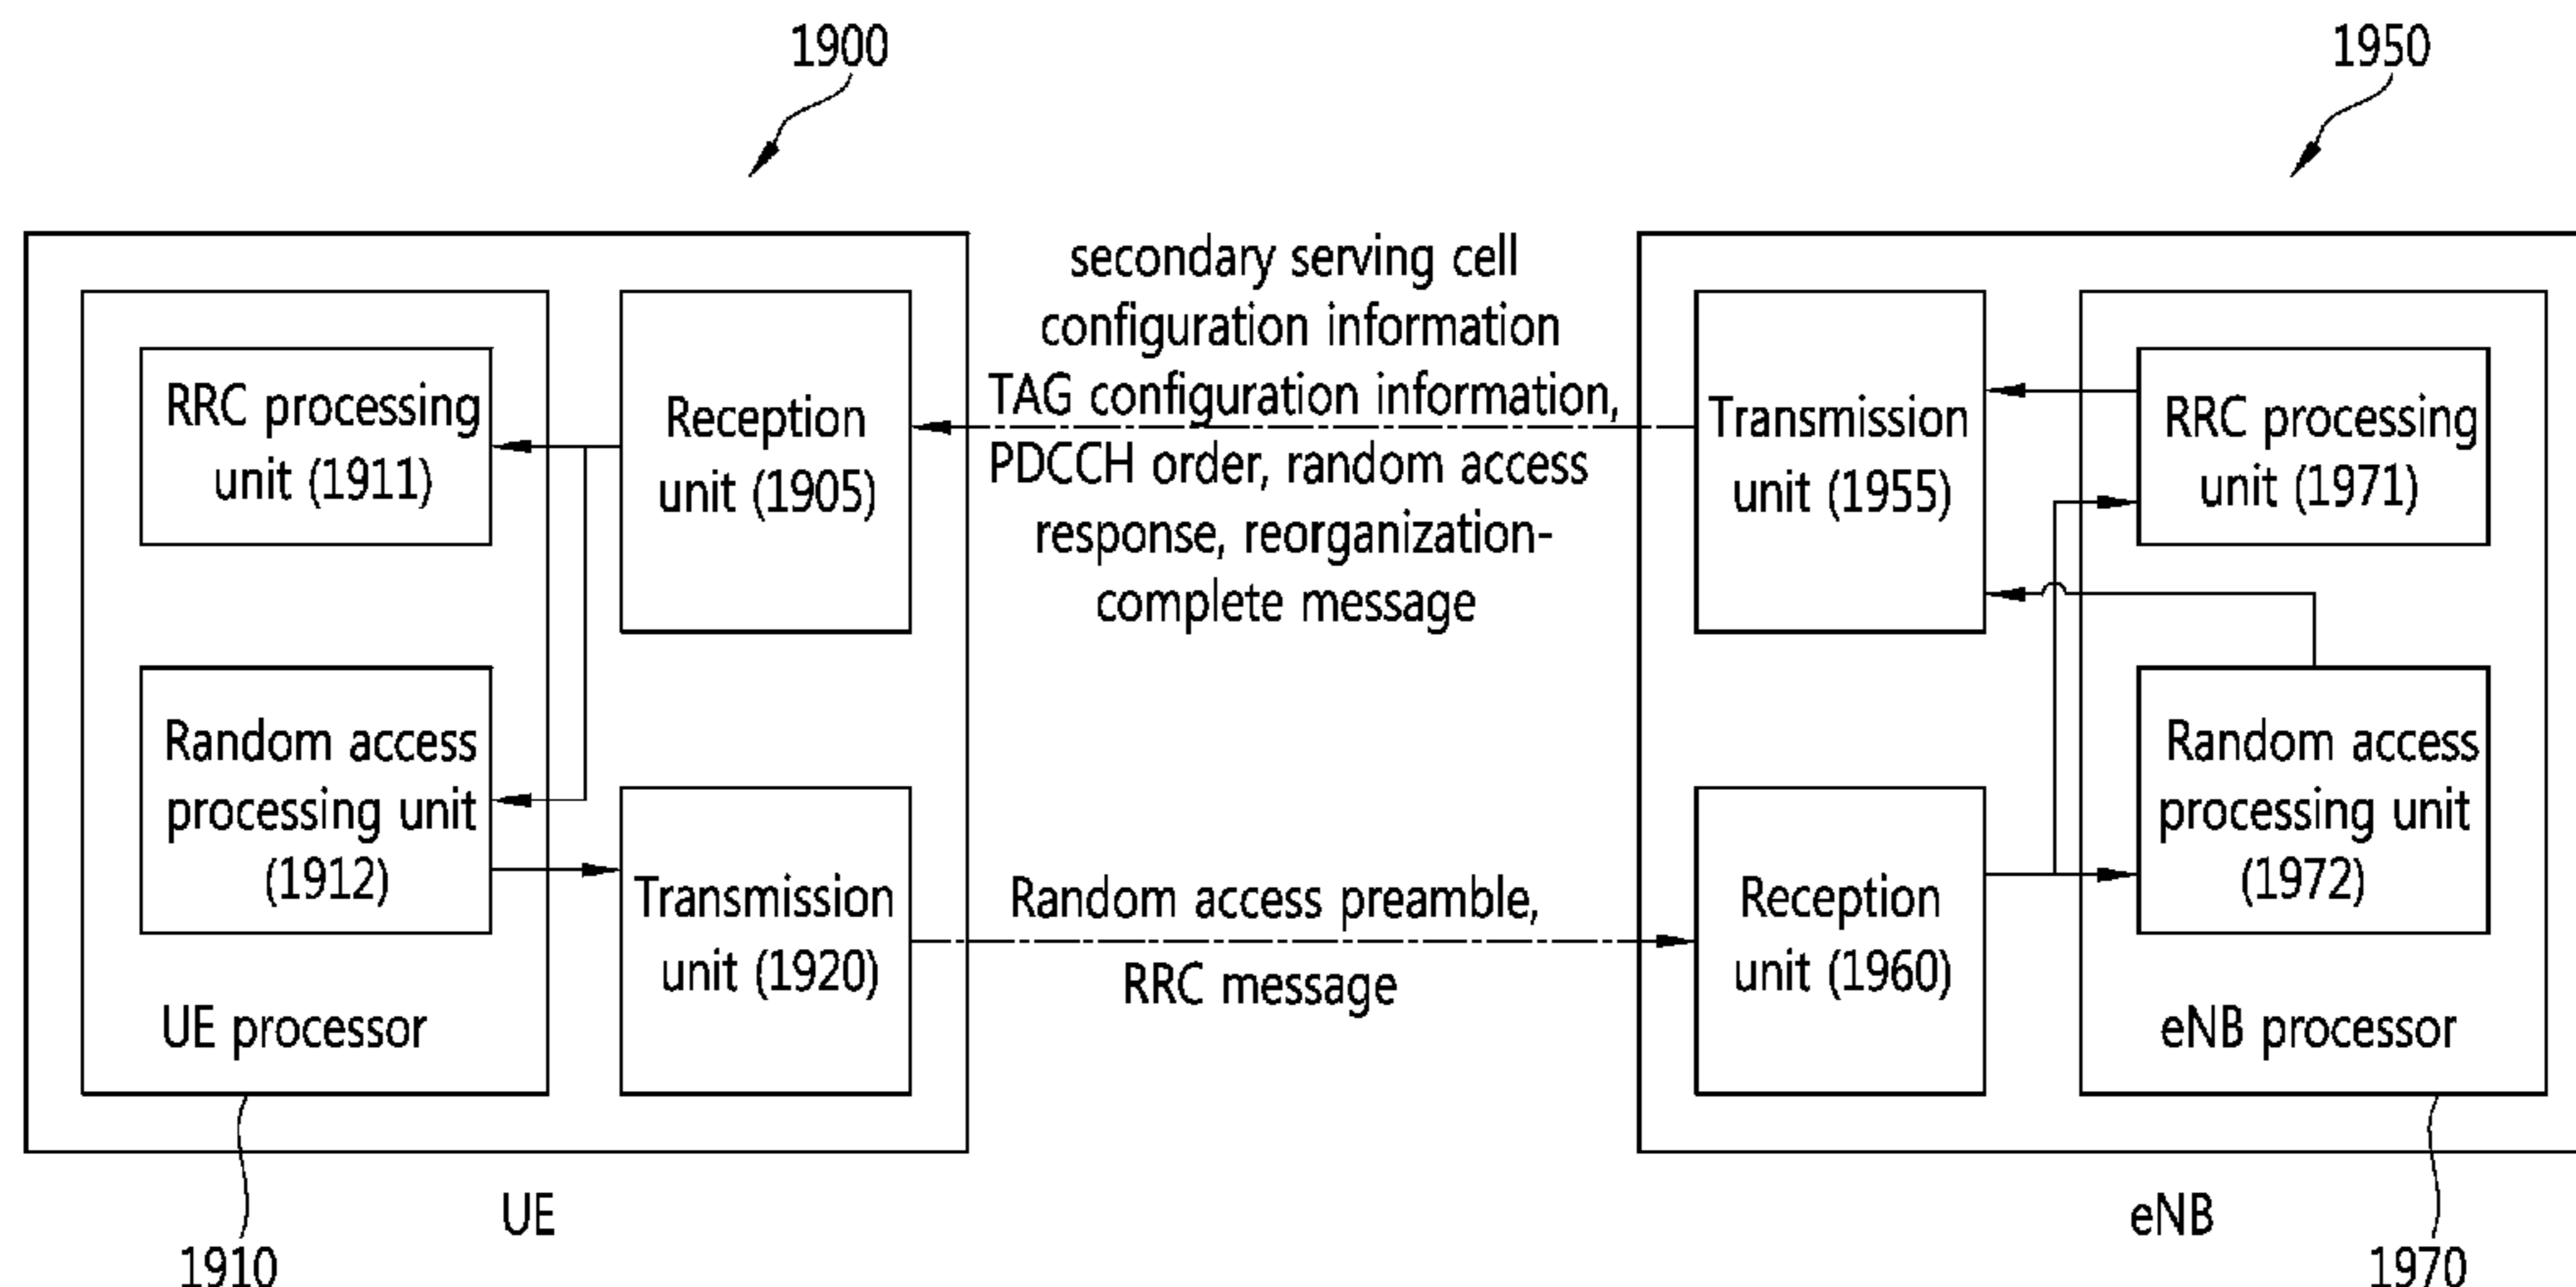 1900
1950
RRC processing
unit (1911)
Random access
processing unit
(1912)
UE processor
Reception
unit (1905)
Transmission
unit (1920)
secondary serving cell
configuration information
TAG configuration information,
PDCCH order, random access
response, reorganization-
complete message
Random access preamble,
RRC message
Transmission
unit (1955)
Reception
unit (1960)
RRC processing
unit (1971)
Random access
processing unit
(1972)
eNB processor
UE
eNB
1910
1970